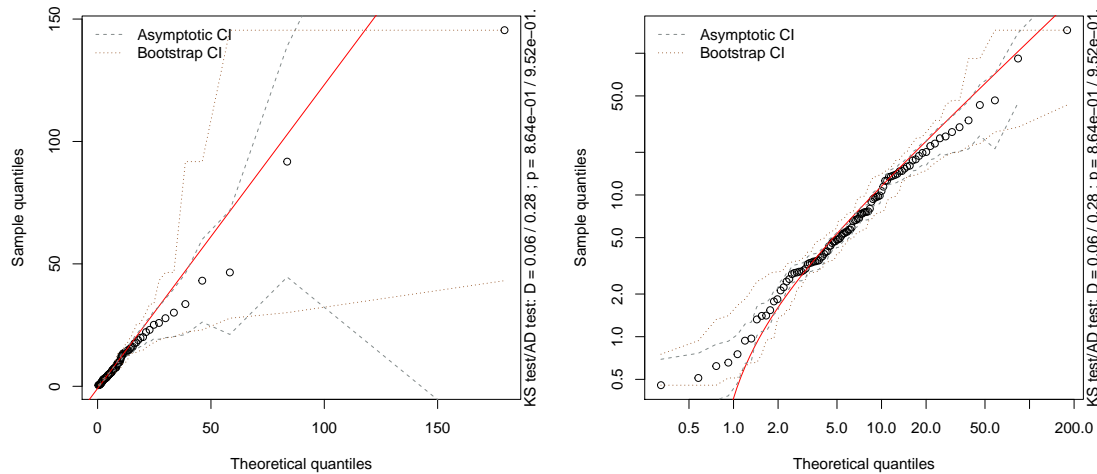 Asymptotic CI
Bootstrap CI
Sample quantiles
0
50
100
150
0
50
100
150
Theoretical quantiles
KS test/AD test: D = 0.06 / 0.28 ; p = 8.64e−01 / 9.52e−01.
Asymptotic CI
Bootstrap CI
Sample quantiles
0.5
1.0
2.0
5.0
10.0
50.0
0.5
1.0
2.0
5.0
10.0
20.0
50.0
200.0
Theoretical quantiles
KS test/AD test: D = 0.06 / 0.28 ; p = 8.64e−01 / 9.52e−01.